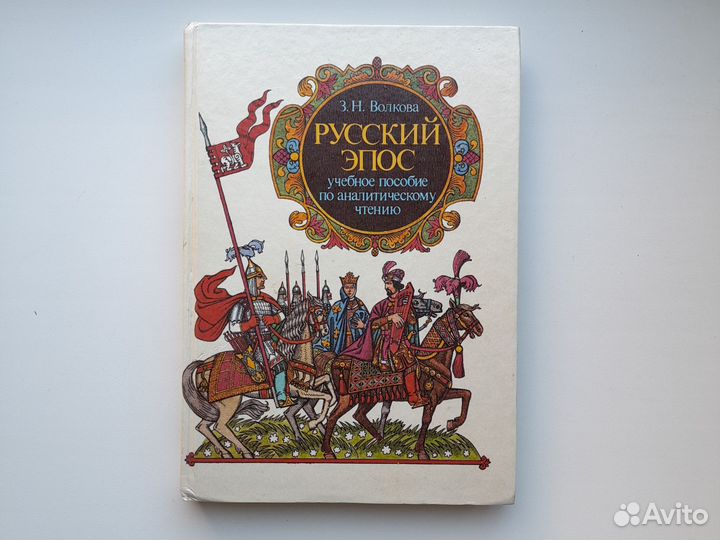 З. Н. Волкова
РУССКИЙ
ЭПОС
учебное пособие
по аналитическому
чтению
Avito